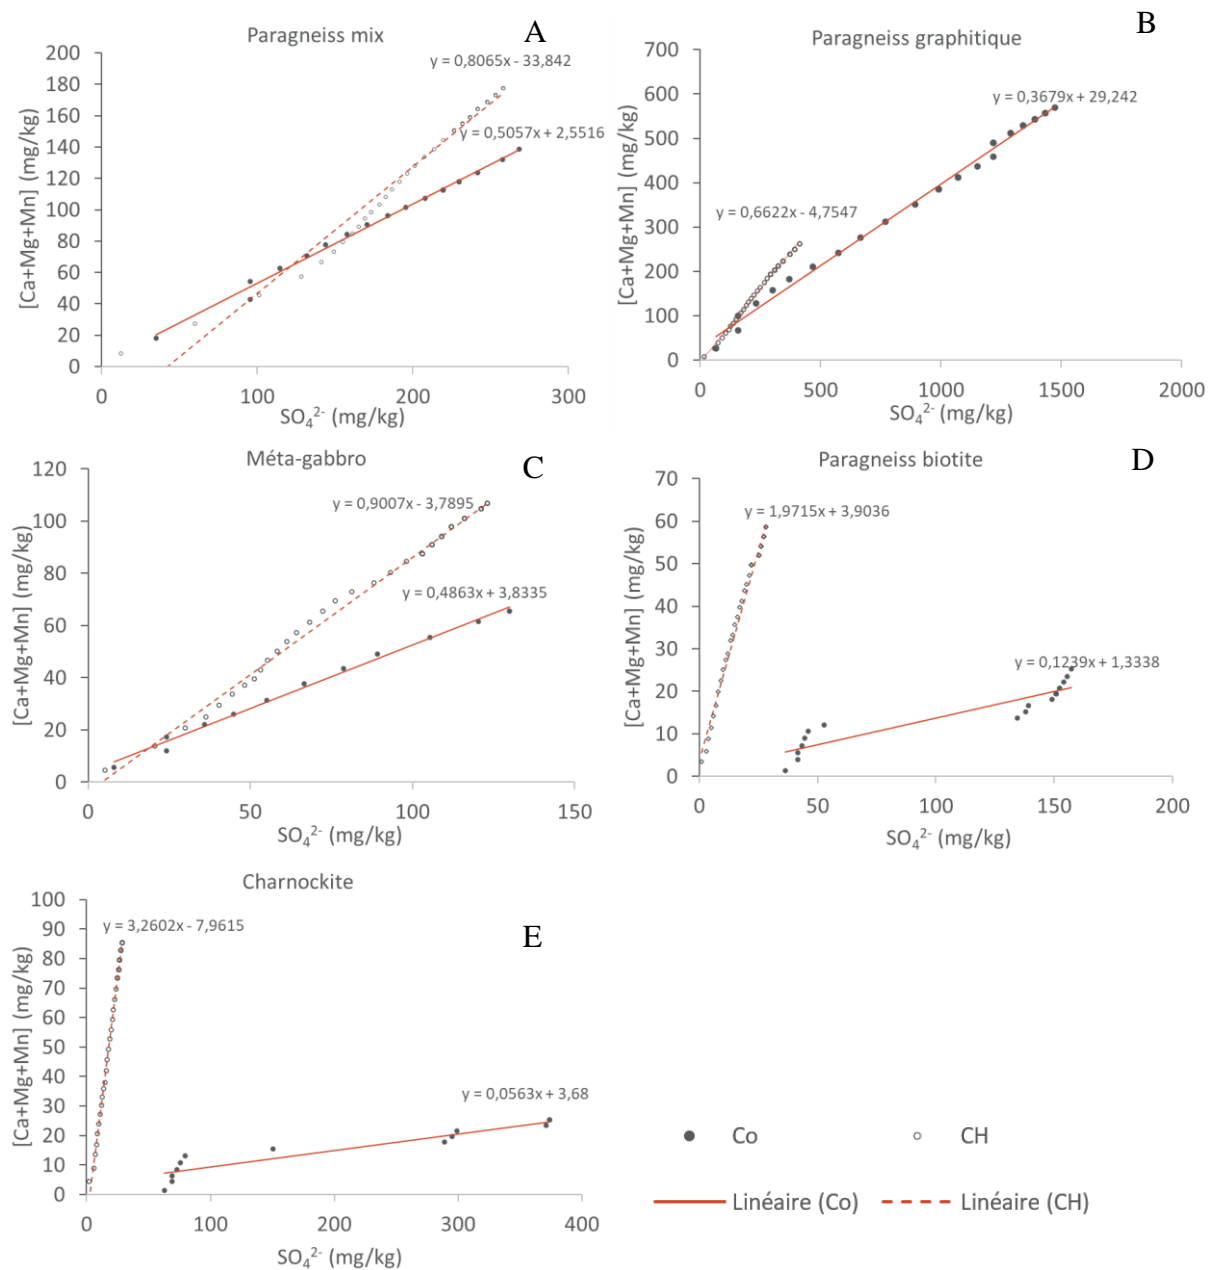 Paragneiss mix
A
y = 0,8065x - 33,842
y = 0,5057x + 2,5516
[Ca+Mg+Mn] (mg/kg)
200
180
160
140
120
100
80
60
40
20
0
0 100 200 300
SO₄²⁻ (mg/kg)
Paragneiss graphitique
B
y = 0,3679x + 29,242
y = 0,6622x - 4,7547
[Ca+Mg+Mn] (mg/kg)
700
600
500
400
300
200
100
0
0 500 1000 1500 2000
SO₄²⁻ (mg/kg)
Méta-gabbro
C
y = 0,9007x - 3,7895
y = 0,4863x + 3,8335
[Ca+Mg+Mn] (mg/kg)
120
100
80
60
40
20
0
0 50 100 150
SO₄²⁻ (mg/kg)
Paragneiss biotite
D
y = 1,9715x + 3,9036
y = 0,1239x + 1,3338
[Ca+Mg+Mn] (mg/kg)
70
60
50
40
30
20
10
0
0 50 100 150 200
SO₄²⁻ (mg/kg)
Charnockite
E
y = 3,2602x - 7,9615
y = 0,0563x + 3,68
[Ca+Mg+Mn] (mg/kg)
100
90
80
70
60
50
40
30
20
10
0
0 100 200 300 400
SO₄²⁻ (mg/kg)
Co CH
Linéaire (Co) Linéaire (CH)